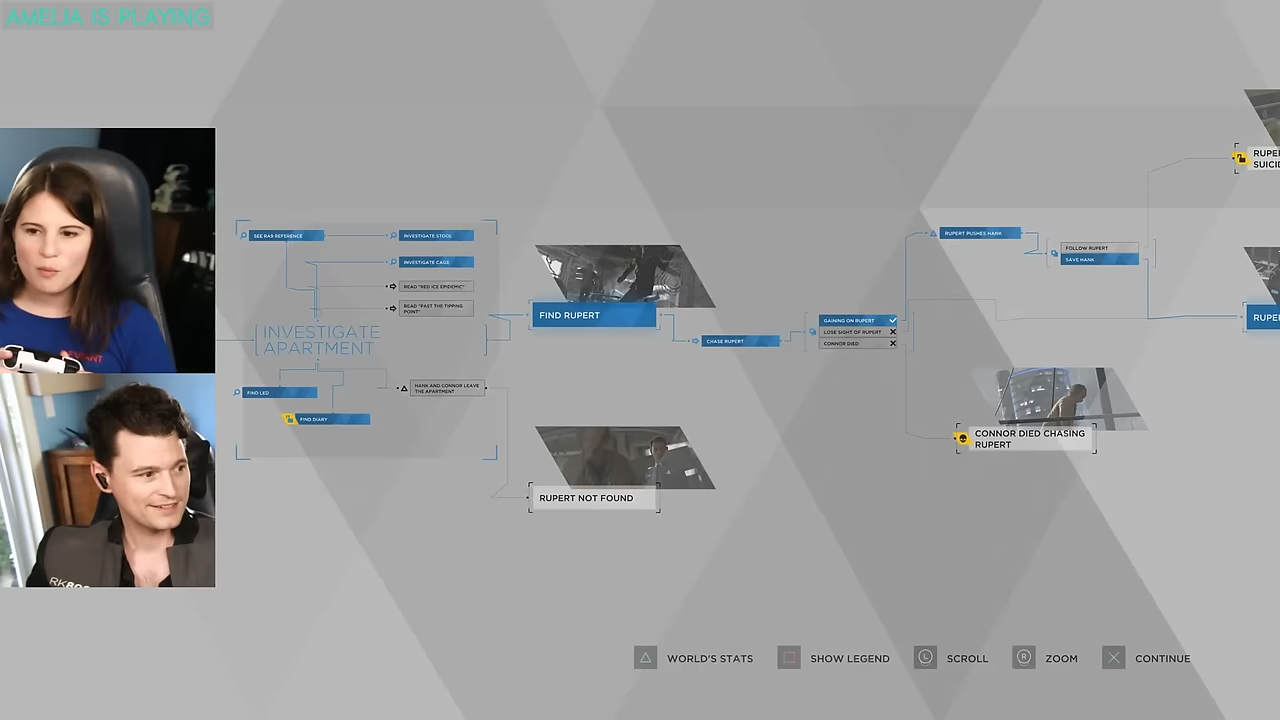 AMELIA IS PLAYING
SEE RA9 REFERENCE
INVESTIGATE STOOL
INVESTIGATE CAGE
READ "RED ICE EPIDEMIC"
READ "PAST THE TIPPING
POINT"
INVESTIGATE
APARTMENT
FIND LED
FIND DIARY
HANK AND CONNOR LEAVE
THE APARTMENT
FIND RUPERT
RUPERT NOT FOUND
CHASE RUPERT
GAINING ON RUPERT
LOSE SIGHT OF RUPERT
CONNOR DIED
RUPERT PUSHES HANK
FOLLOW RUPERT
SAVE HANK
CONNOR DIED CHASING
RUPERT
RUPE
SUICI
RUPE
WORLD'S STATS
SHOW LEGEND
L
SCROLL
R
ZOOM
CONTINUE